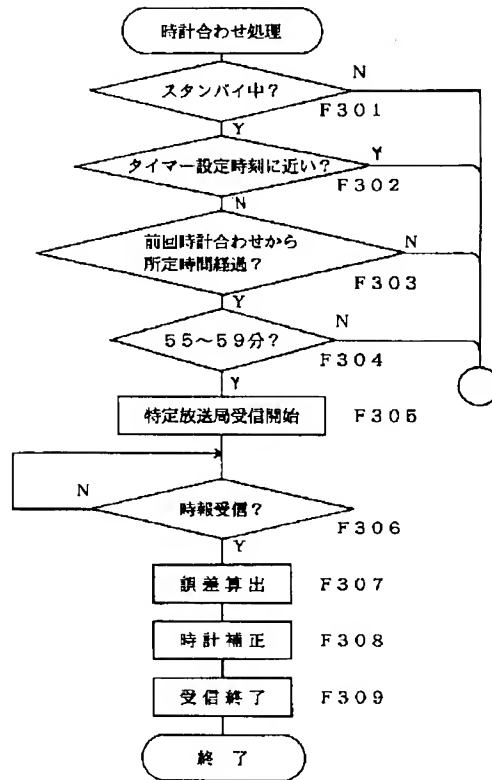 時計合わせ処理
N
スタンバイ中？
F301
Y
Y
タイマー設定時刻に近い？
F302
N
前回時計合わせから
所定時間経過？
N
F303
Y
N
55～59分？
F304
Y
特定放送局受信開始
F305
N
時報受信？
F306
Y
誤差算出
F307
時計補正
F308
受信終了
F309
終了